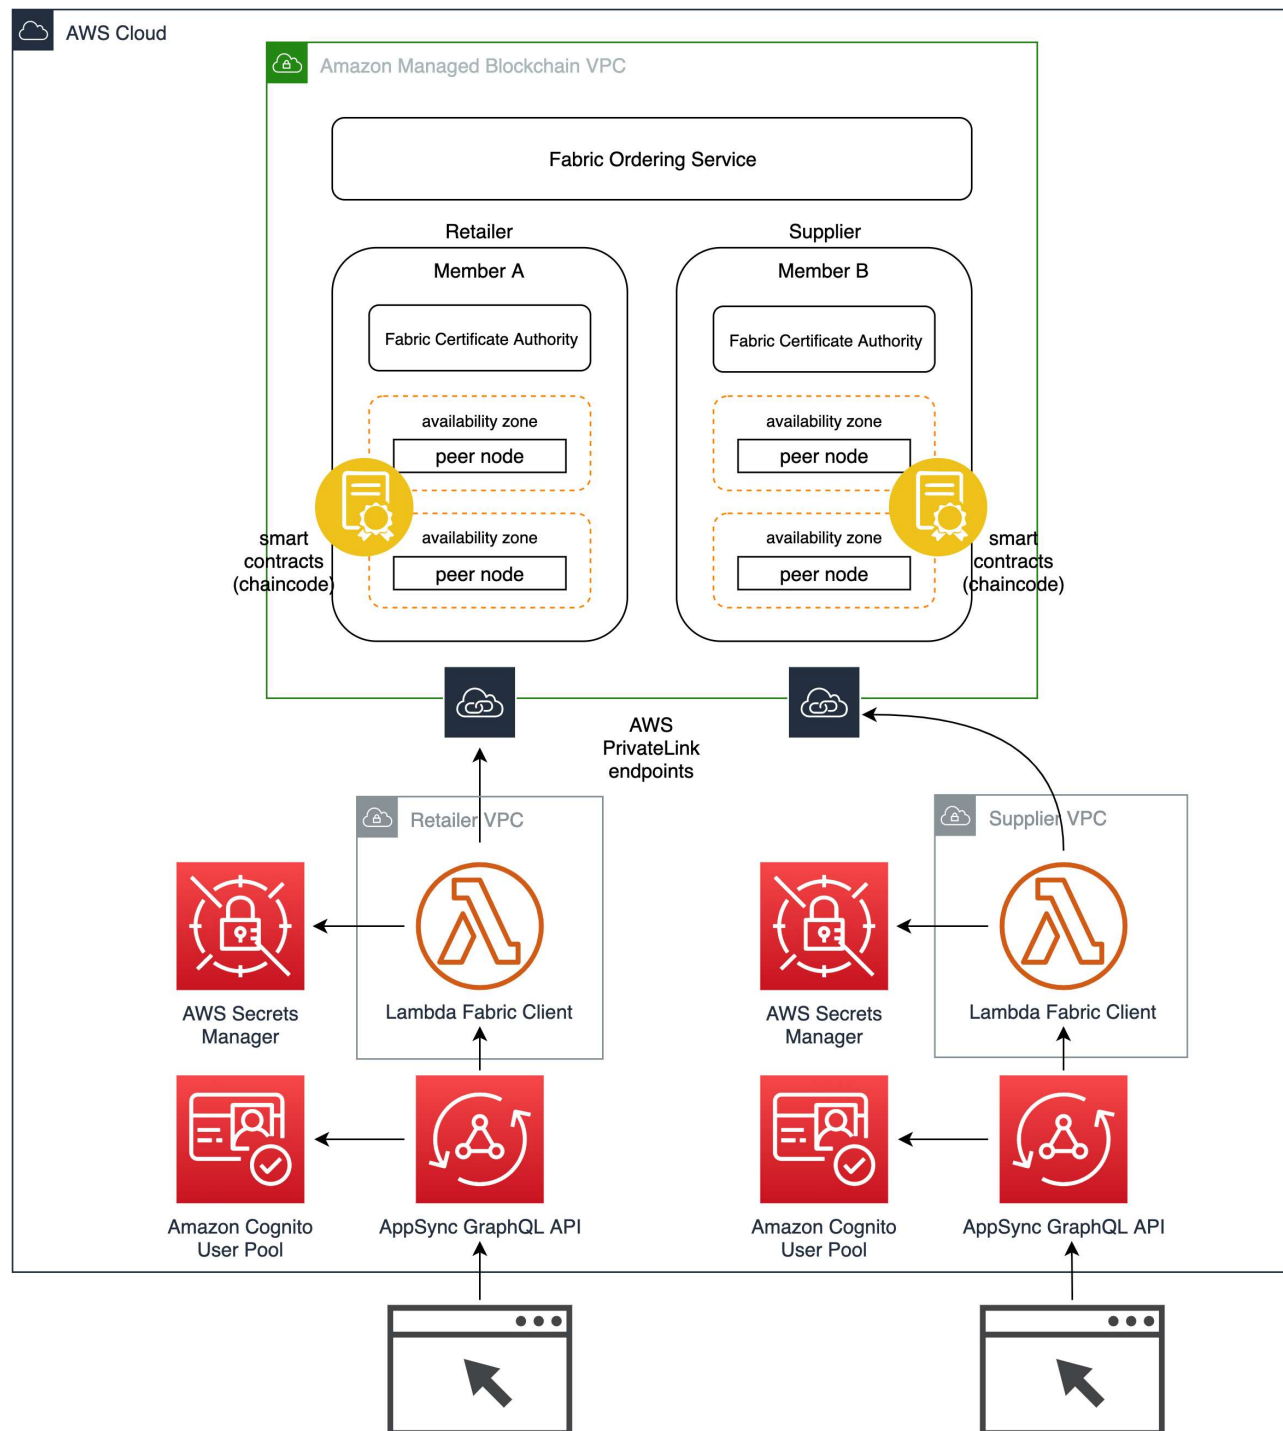 AWS Cloud
Amazon Managed Blockchain VPC
Fabric Ordering Service
Retailer
Member A
Fabric Certificate Authority
availability zone
peer node
availability zone
peer node
smart
contracts
(chaincode)
Supplier
Member B
Fabric Certificate Authority
availability zone
peer node
availability zone
peer node
smart
contracts
(chaincode)
AWS
PrivateLink
endpoints
Retailer VPC
Lambda Fabric Client
AWS Secrets
Manager
Amazon Cognito
User Pool
AppSync GraphQL API
Supplier VPC
Lambda Fabric Client
AWS Secrets
Manager
Amazon Cognito
User Pool
AppSync GraphQL API